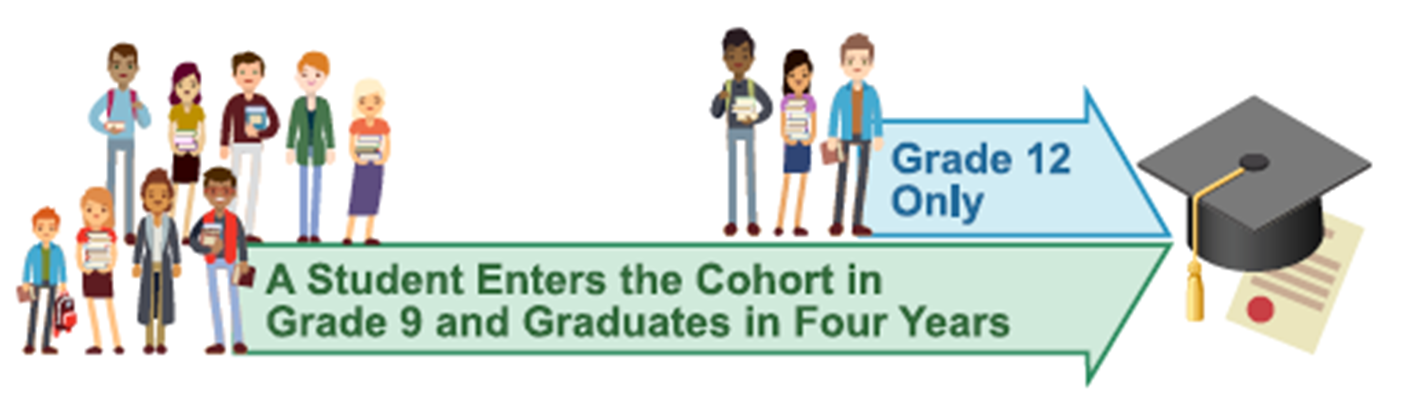 Grade 12
Only
A Student Enters the Cohort in
Grade 9 and Graduates in Four Years